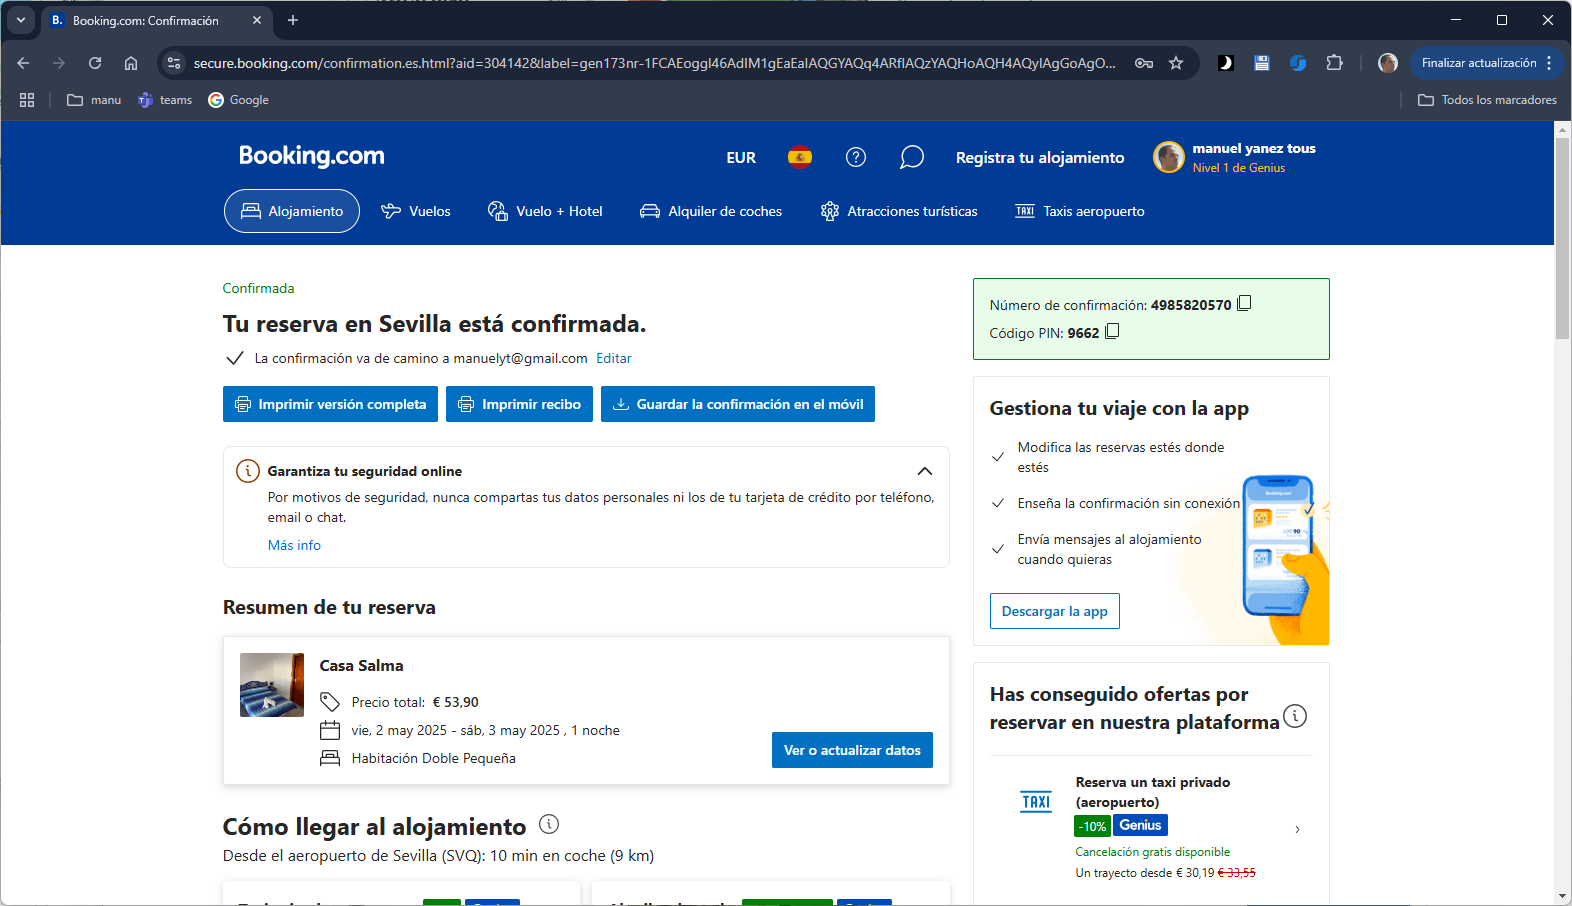 Booking.com: Confirmación
secure.booking.com/confirmation.es.html?aid=304142&label=gen173nr-1FCAEoggI46AdIM1gEaEaIAQGYAQq4ARfIAQzYAQHoAQH4AQyIAgGoAgO...
Finalizar actualización
manu
teams
Google
Todos los marcadores
Booking.com
EUR
Registra tu alojamiento
manuel yanez tous
Nivel 1 de Genius
Alojamiento
Vuelos
Vuelo + Hotel
Alquiler de coches
Atracciones turísticas
TAXI Taxis aeropuerto
Confirmada
Tu reserva en Sevilla está confirmada.
La confirmación va de camino a manuelyt@gmail.com Editar
Imprimir versión completa
Imprimir recibo
Guardar la confirmación en el móvil
Garantiza tu seguridad online
Por motivos de seguridad, nunca compartas tus datos personales ni los de tu tarjeta de crédito por teléfono,
email o chat.
Más info
Resumen de tu reserva
Casa Salma
Precio total: € 53,90
vie, 2 may 2025 - sáb, 3 may 2025 , 1 noche
Habitación Doble Pequeña
Ver o actualizar datos
Cómo llegar al alojamiento
Desde el aeropuerto de Sevilla (SVQ): 10 min en coche (9 km)
Número de confirmación: 4985820570
Código PIN: 9662
Gestiona tu viaje con la app
Modifica las reservas estés donde
estés
Enseña la confirmación sin conexión
Envía mensajes al alojamiento
cuando quieras
Booking.com
Descargar la app
Has conseguido ofertas por
reservar en nuestra plataforma
TAXI
Reserva un taxi privado
(aeropuerto)
-10% Genius
Cancelación gratis disponible
Un trayecto desde € 30,19 € 33,55